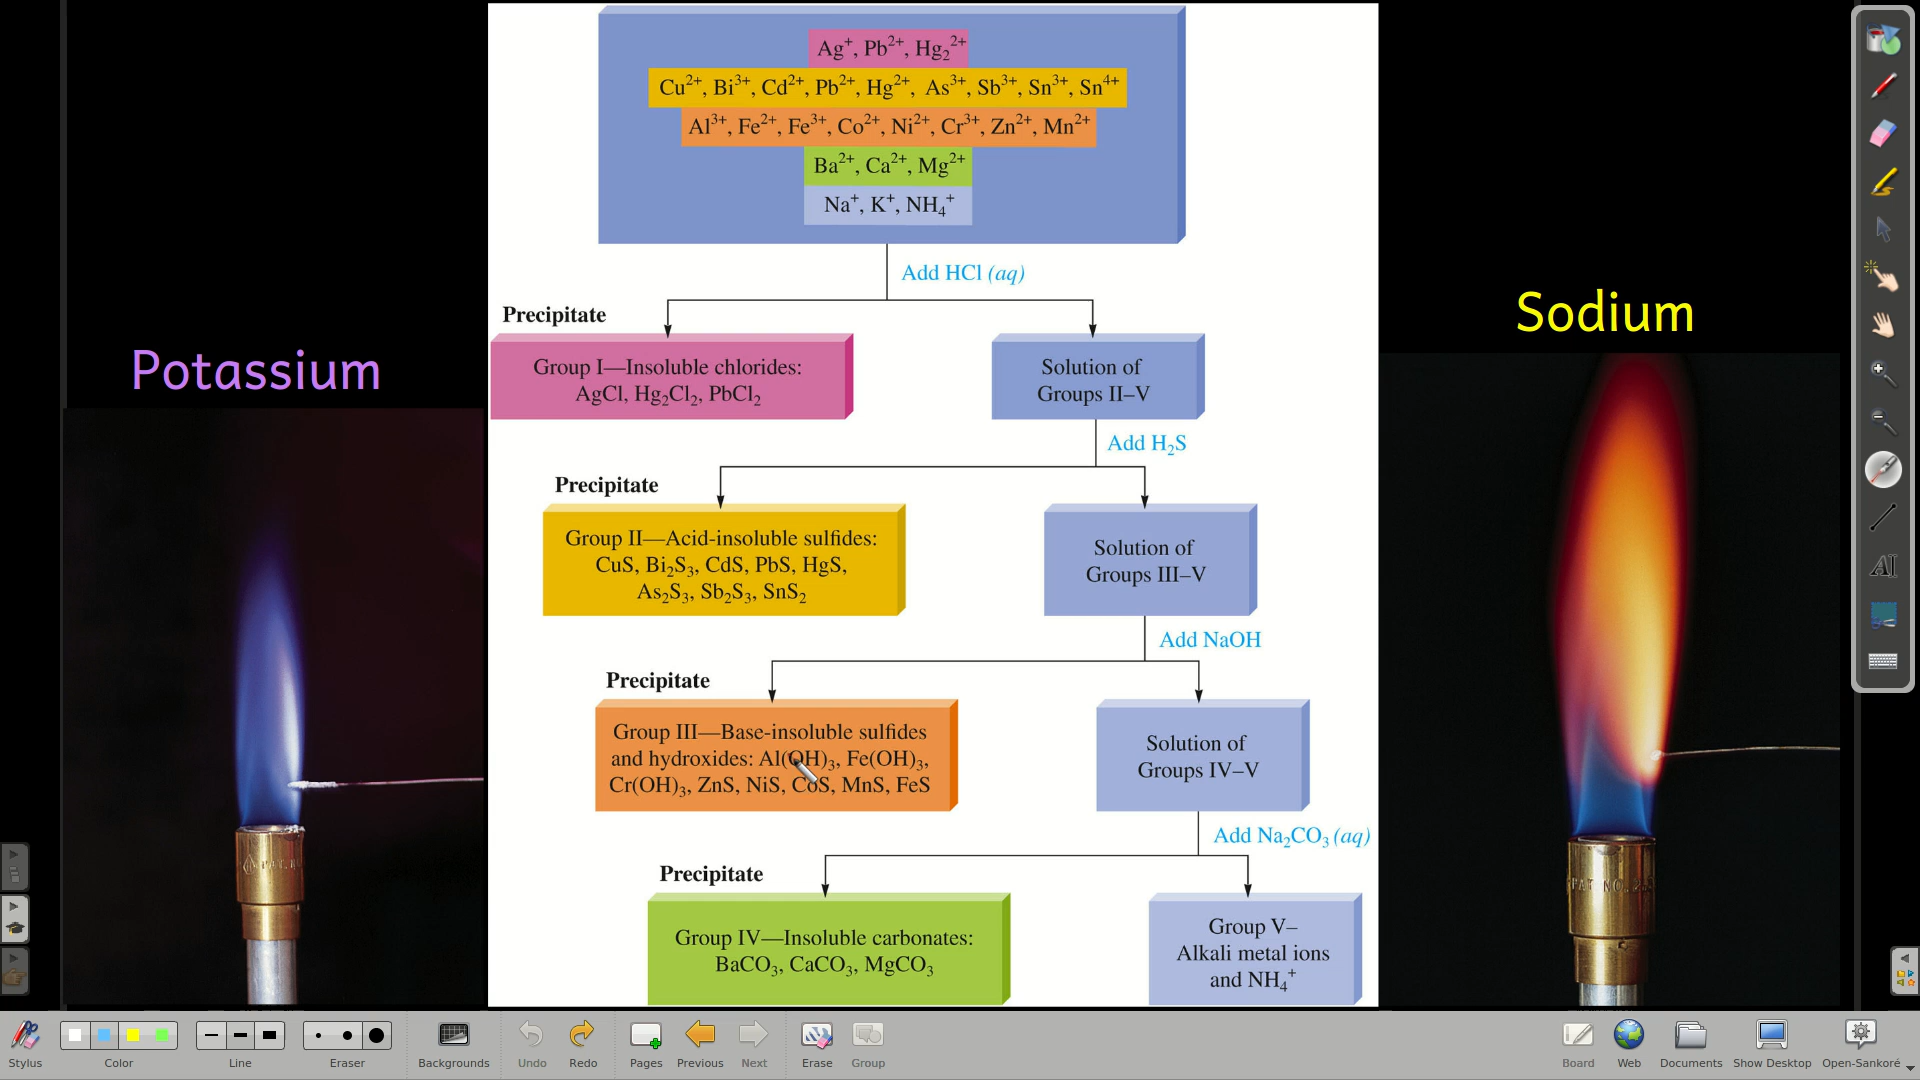 Ag⁺, Pb²⁺, Hg₂²⁺
Cu²⁺, Bi³⁺, Cd²⁺, Pb²⁺, Hg²⁺, As³⁺, Sb³⁺, Sn³⁺, Sn⁴⁺
Al³⁺, Fe²⁺, Fe³⁺, Co²⁺, Ni²⁺, Cr³⁺, Zn²⁺, Mn²⁺
Ba²⁺, Ca²⁺, Mg²⁺
Na⁺, K⁺, NH₄⁺
Add HCl (aq)
Precipitate
Group I—Insoluble chlorides:
AgCl, Hg₂Cl₂, PbCl₂
Solution of
Groups II–V
Add H₂S
Precipitate
Group II—Acid-insoluble sulfides:
CuS, Bi₂S₃, CdS, PbS, HgS,
As₂S₃, Sb₂S₃, SnS₂
Solution of
Groups III–V
Add NaOH
Precipitate
Group III—Base-insoluble sulfides
and hydroxides: Al(OH)₃, Fe(OH)₃,
Cr(OH)₃, ZnS, NiS, CoS, MnS, FeS
Solution of
Groups IV–V
Add Na₂CO₃ (aq)
Precipitate
Group IV—Insoluble carbonates:
BaCO₃, CaCO₃, MgCO₃
Group V–
Alkali metal ions
and NH₄⁺
Potassium
Sodium
PAT NO.
AI
Stylus
Color
Line
Eraser
Backgrounds
Undo
Redo
Pages
Previous
Next
Erase
Group
Board
Web
Documents
Show Desktop
Open-Sankoré